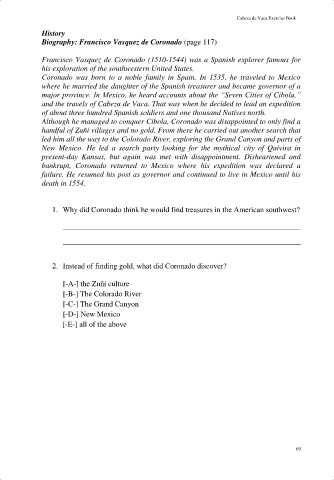 Cabeza de Vaca Exercise Book
History
Biography: Francisco Vasquez de Coronado (page 117)
Francisco Vasquez de Coronado (1510-1544) was a Spanish explorer famous for
his exploration of the southwestern United States.
Coronado was born to a noble family in Spain. In 1535, he traveled to Mexico
where he married the daughter of the Spanish treasurer and became governor of a
major province. In Mexico, he heard accounts about the “Seven Cities of Cibola,”
and the travels of Cabeza de Vaca. That was when he decided to lead an expedition
of about three hundred Spanish soldiers and one thousand Natives north.
Although he managed to conquer Cibola, Coronado was disappointed to only find a
handful of Zuñi villages and no gold. From there he carried out another search that
led him all the way to the Colorado River, exploring the Grand Canyon and parts of
New Mexico. He led a search party looking for the mythical city of Quivira in
present-day Kansas, but again was met with disappointment. Disheartened and
bankrupt, Coronado returned to Mexico where his expedition was declared a
failure. He resumed his post as governor and continued to live in Mexico until his
death in 1554.
1. Why did Coronado think he would find treasures in the American southwest?
2. Instead of finding gold, what did Coronado discover?
[-A-] the Zuñi culture
[-B-] The Colorado River
[-C-] The Grand Canyon
[-D-] New Mexico
[-E-] all of the above